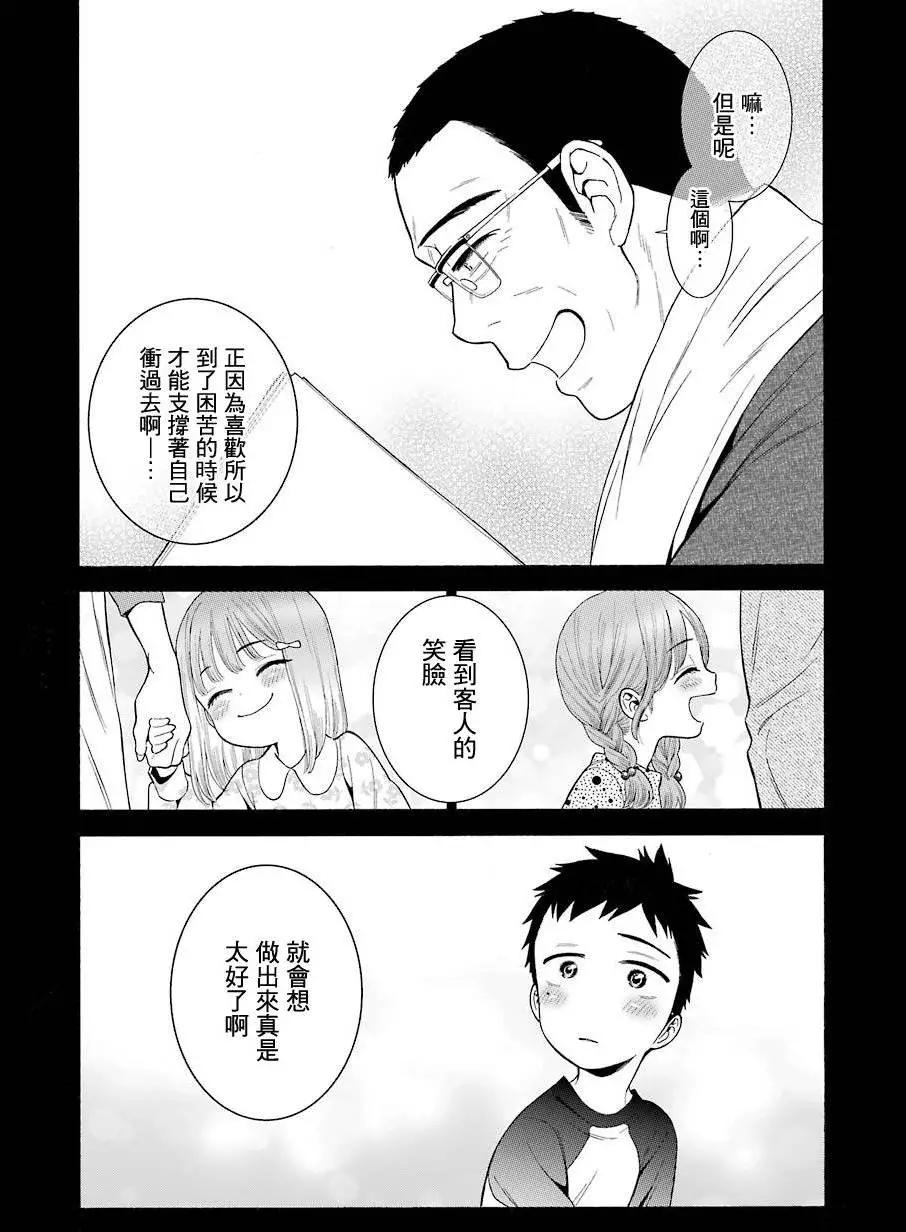 嘛…
但是呢
這個啊…
正因為喜歡所以
到了困苦的時候
才能支撐著自己
衝過去啊—…
看到客人的
笑臉
就會想
做出來真是
太好了啊